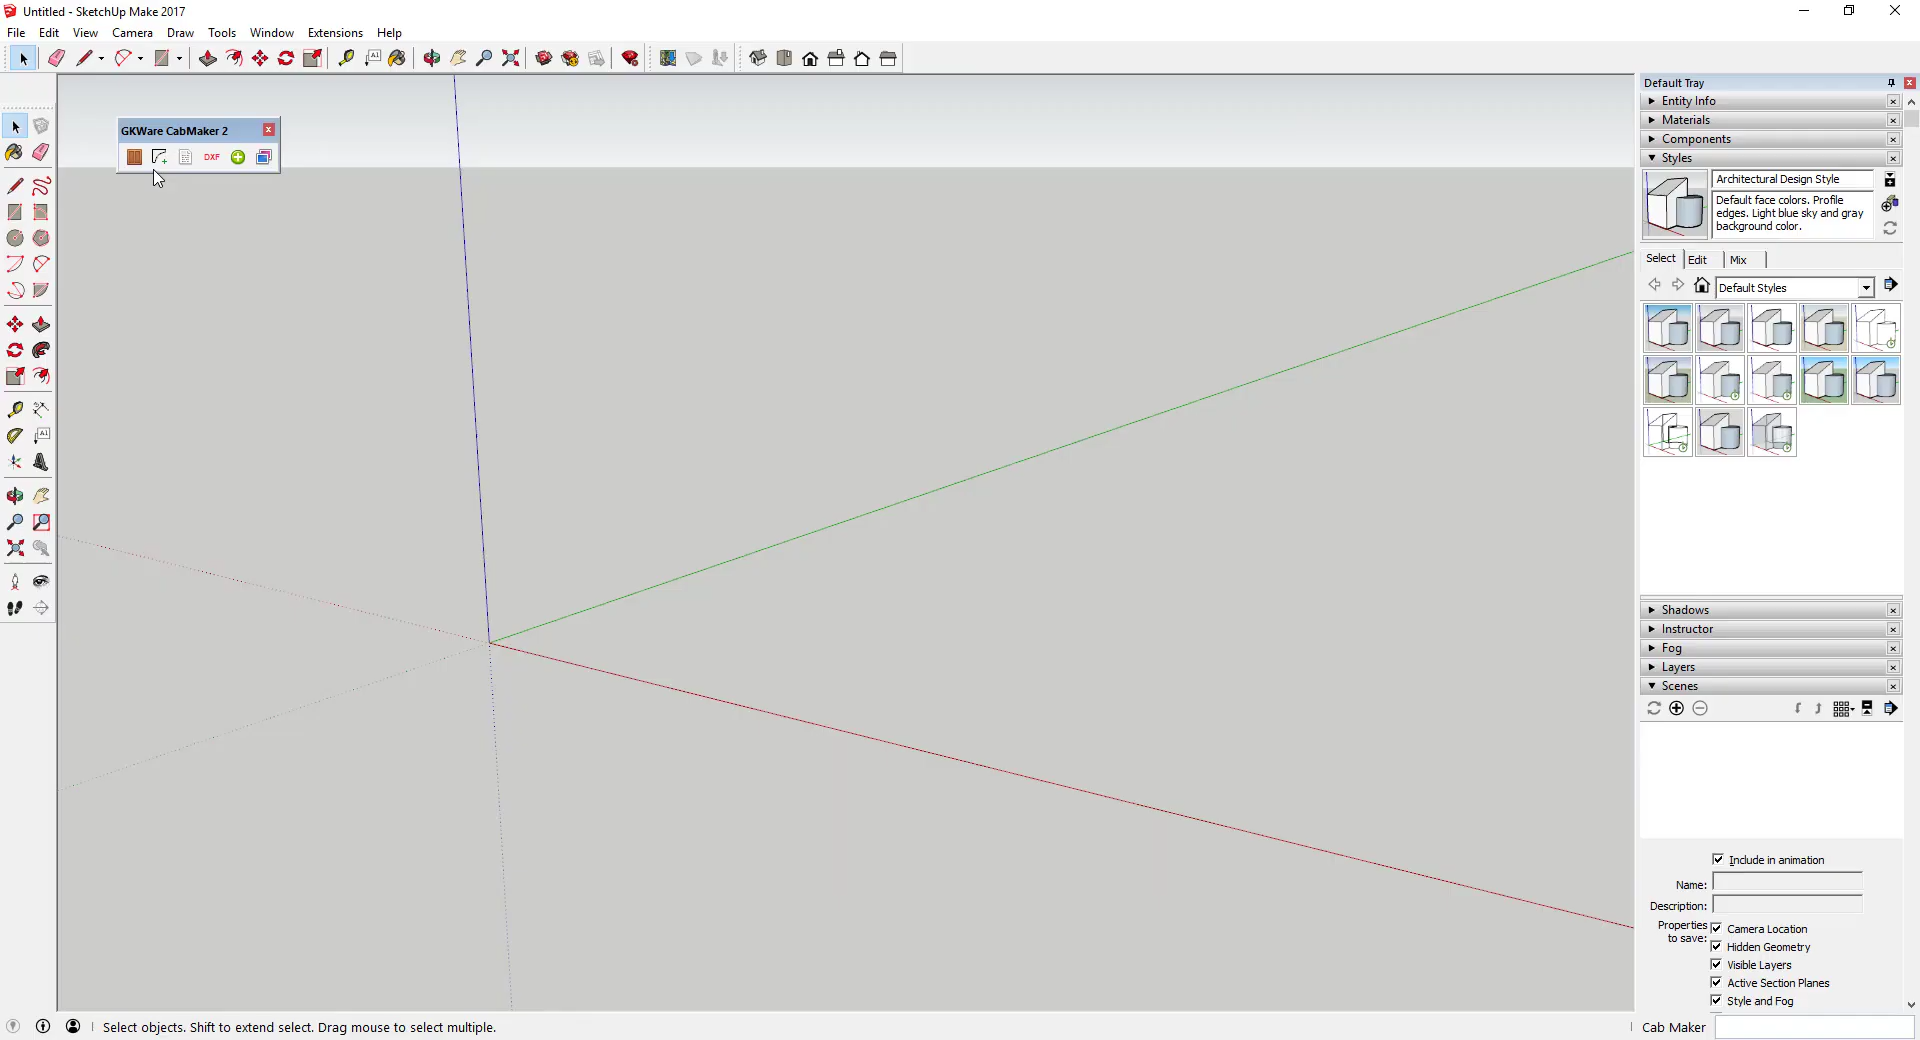 Untitled - SketchUp Make 2017
File Edit View Camera Draw Tools Window Extensions Help
A1
GKWare CabMaker 2
DXF
A1
Default Tray
Entity Info
Materials
Components
Styles
Architectural Design Style
Default face colors. Profile
edges. Light blue sky and gray
background color.
Select Edit Mix
Default Styles
Shadows
Instructor
Fog
Layers
Scenes
Include in animation
Name:
Description:
Properties
to save:
Camera Location
Hidden Geometry
Visible Layers
Active Section Planes
Style and Fog
Select objects. Shift to extend select. Drag mouse to select multiple.
Cab Maker